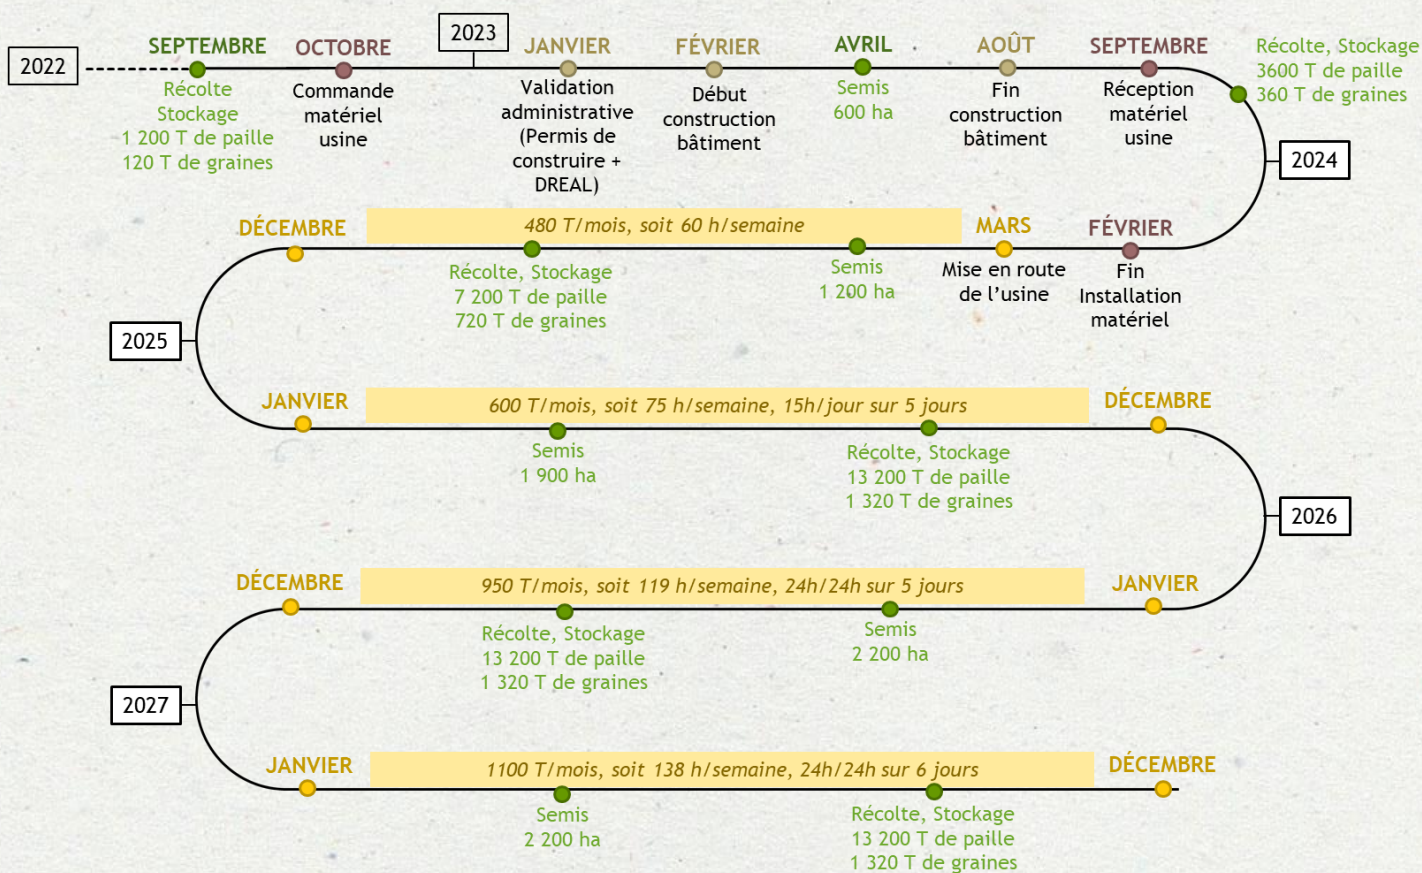 2022
SEPTEMBRE
Récolte
Stockage
1 200 T de paille
120 T de graines
OCTOBRE
Commande
matériel
usine
2023
JANVIER
Validation
administrative
(Permis de
construire +
DREAL)
FÉVRIER
Début
construction
bâtiment
AVRIL
Semis
600 ha
AOÛT
Fin
construction
bâtiment
SEPTEMBRE
Réception
matériel
usine
Récolte, Stockage
3600 T de paille
360 T de graines
2024
FÉVRIER
Fin
Installation
matériel
MARS
Mise en route
de l’usine
480 T/mois, soit 60 h/semaine
Semis
1 200 ha
Récolte, Stockage
7 200 T de paille
720 T de graines
DÉCEMBRE
2025
JANVIER
600 T/mois, soit 75 h/semaine, 15h/jour sur 5 jours
Semis
1 900 ha
Récolte, Stockage
13 200 T de paille
1 320 T de graines
DÉCEMBRE
2026
JANVIER
950 T/mois, soit 119 h/semaine, 24h/24h sur 5 jours
Semis
2 200 ha
Récolte, Stockage
13 200 T de paille
1 320 T de graines
DÉCEMBRE
2027
JANVIER
1100 T/mois, soit 138 h/semaine, 24h/24h sur 6 jours
Semis
2 200 ha
Récolte, Stockage
13 200 T de paille
1 320 T de graines
DÉCEMBRE